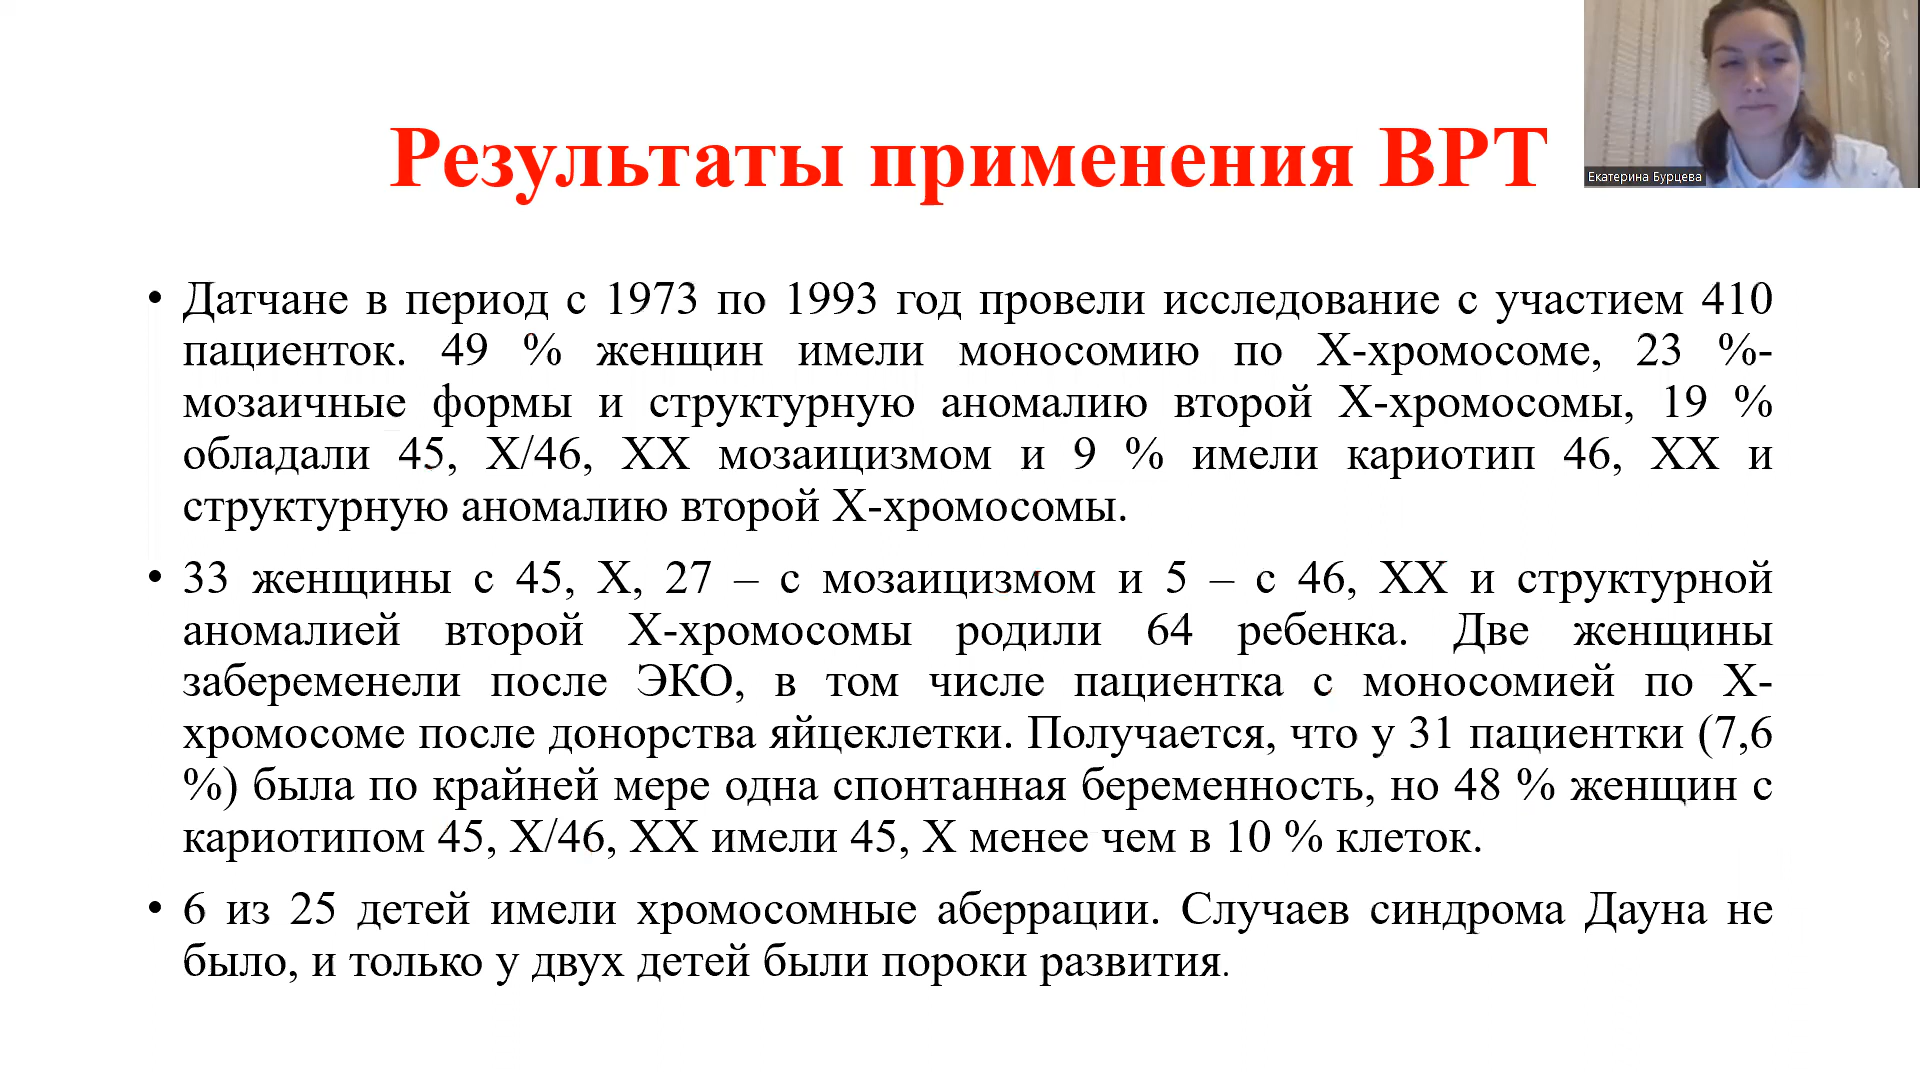 Результаты применения ВРТ
Екатерина Бурцева
• Датчане в период с 1973 по 1993 год провели исследование с участием 410
пациенток. 49 % женщин имели моносомию по Х-хромосоме, 23 %-
мозаичные формы и структурную аномалию второй Х-хромосомы, 19 %
обладали 45, Х/46, ХХ мозаицизмом и 9 % имели кариотип 46, ХХ и
структурную аномалию второй Х-хромосомы.
• 33 женщины с 45, Х, 27 – с мозаицизмом и 5 – с 46, ХХ и структурной
аномалией второй Х-хромосомы родили 64 ребенка. Две женщины
забеременели после ЭКО, в том числе пациентка с моносомией по Х-
хромосоме после донорства яйцеклетки. Получается, что у 31 пациентки (7,6
%) была по крайней мере одна спонтанная беременность, но 48 % женщин с
кариотипом 45, Х/46, ХХ имели 45, Х менее чем в 10 % клеток.
• 6 из 25 детей имели хромосомные аберрации. Случаев синдрома Дауна не
было, и только у двух детей были пороки развития.